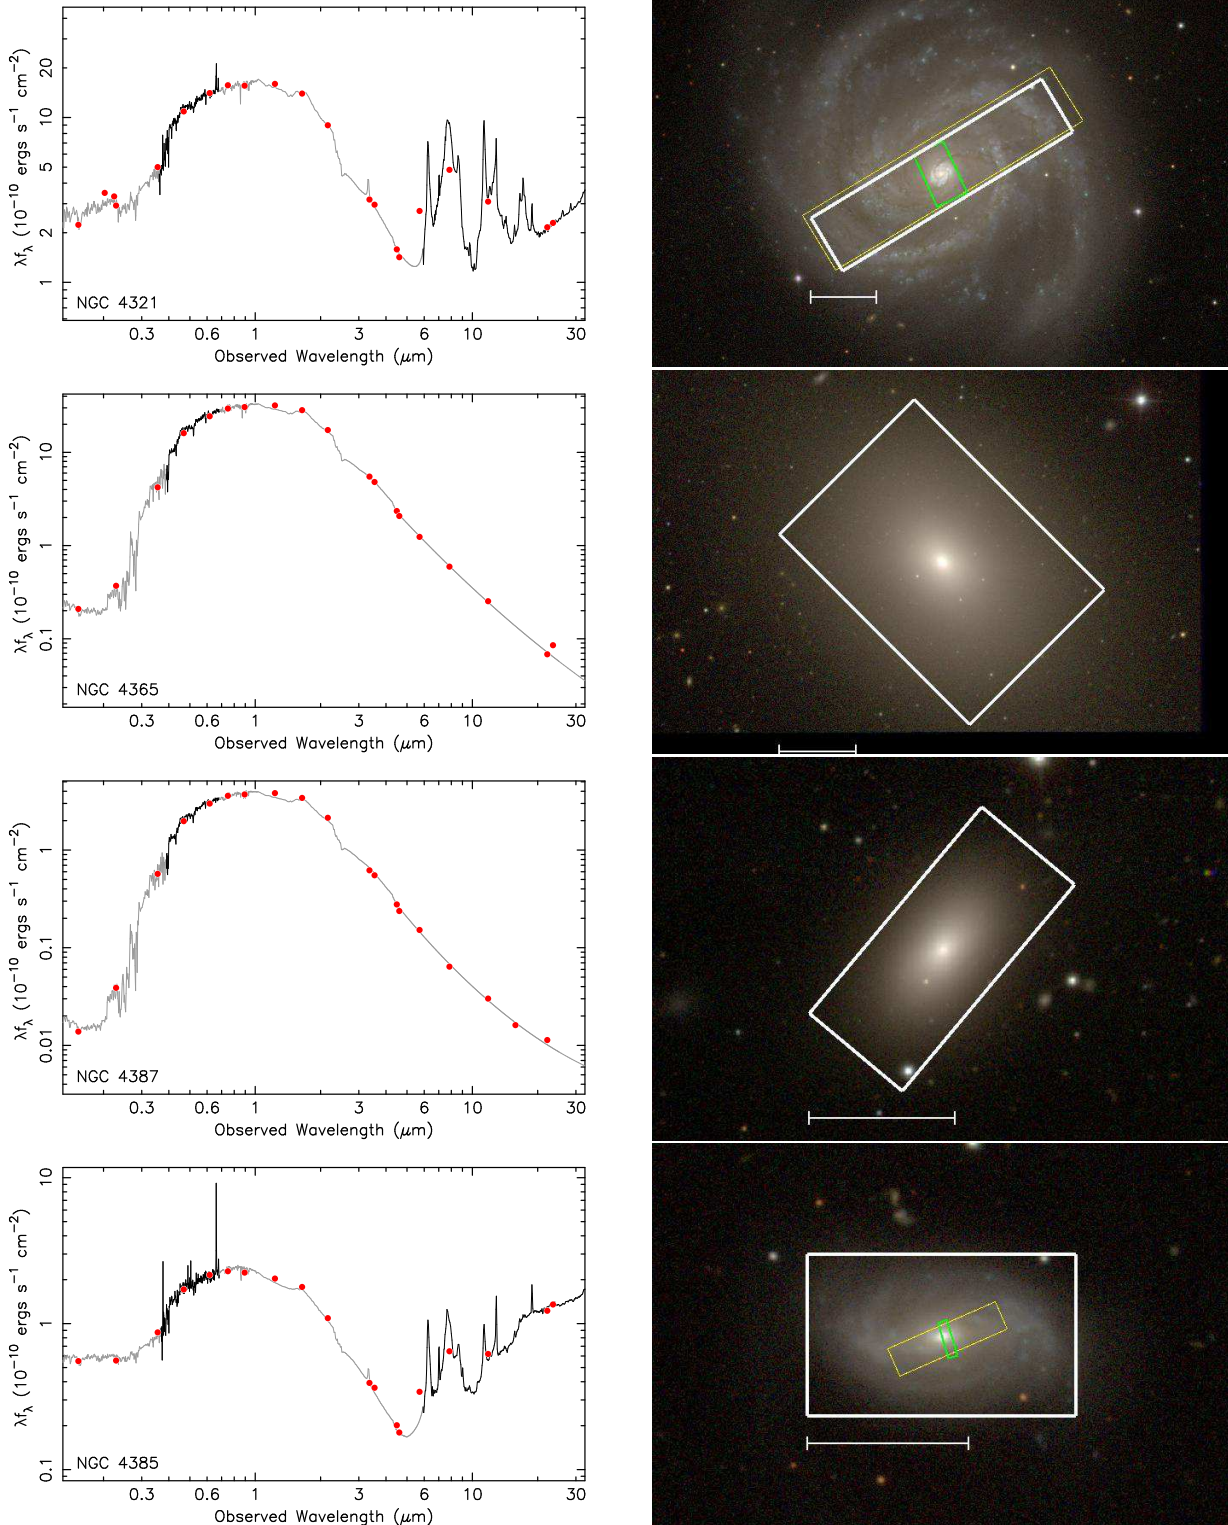 20
10
5
2
1
λf_λ (10^−10 ergs s^−1 cm^−2)
NGC 4321
0.3 0.6 1 3 6 10 30
Observed Wavelength (μm)
10
1
0.1
λf_λ (10^−10 ergs s^−1 cm^−2)
NGC 4365
0.3 0.6 1 3 6 10 30
Observed Wavelength (μm)
1
0.1
0.01
λf_λ (10^−10 ergs s^−1 cm^−2)
NGC 4387
0.3 0.6 1 3 6 10 30
Observed Wavelength (μm)
10
1
0.1
λf_λ (10^−10 ergs s^−1 cm^−2)
NGC 4385
0.3 0.6 1 3 6 10 30
Observed Wavelength (μm)